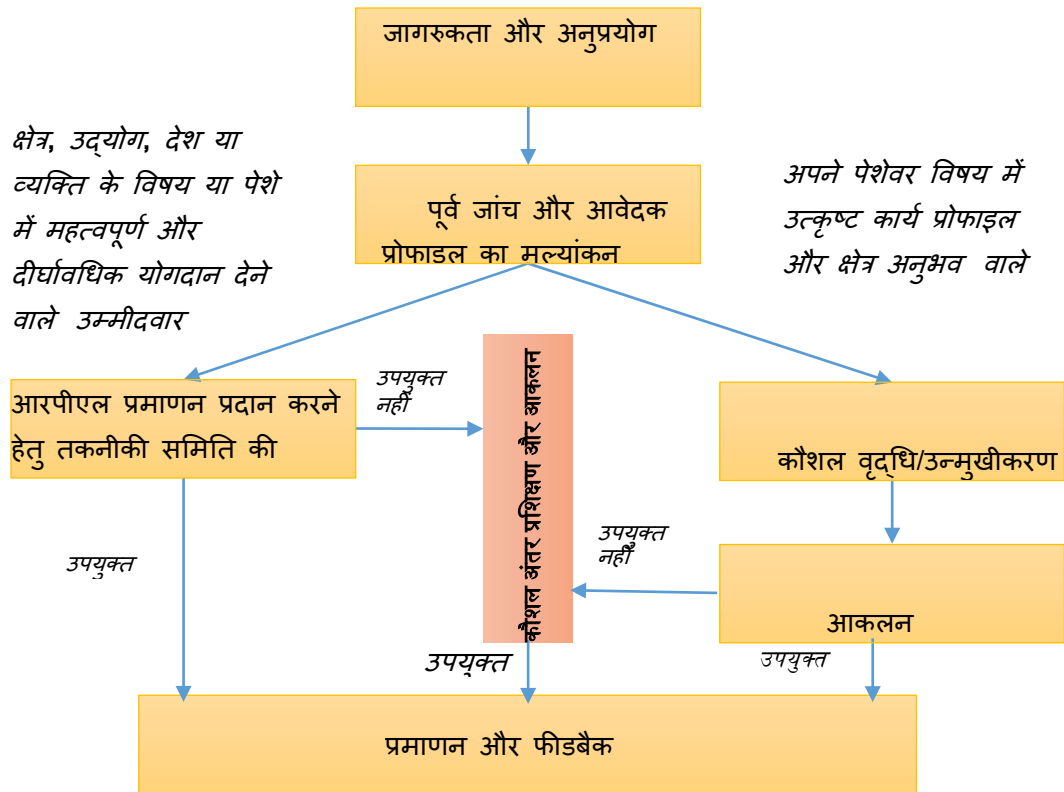 जागरुकता और अनुप्रयोग
क्षेत्र, उद्योग, देश या
व्यक्ति के विषय या पेशे
में महत्वपूर्ण और
दीर्घावधिक योगदान देने
वाले उम्मीदवार
पूर्व जांच और आवेदक
प्रोफाइल का मूल्यांकन
अपने पेशेवर विषय में
उत्कृष्ट कार्य प्रोफाइल
और क्षेत्र अनुभव वाले
आरपीएल प्रमाणन प्रदान करने
हेतु तकनीकी समिति की
उपयुक्त
नहीं
कौशल अंतर प्रशिक्षण और आकलन
कौशल वृद्धि/उन्मुखीकरण
उपयुक्त
उपयुक्त
नहीं
आकलन
उपयुक्त
उपयुक्त
प्रमाणन और फीडबैक